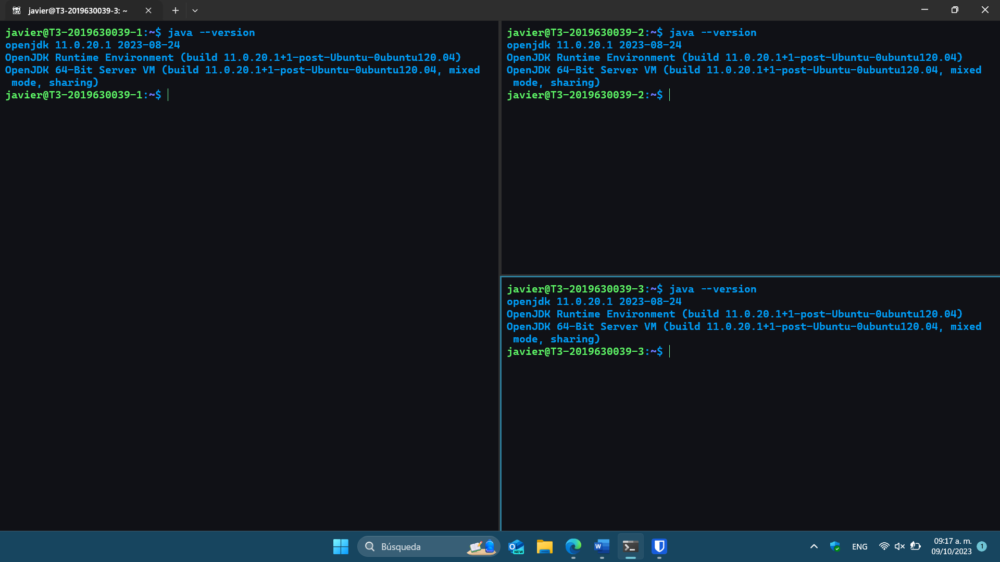 javier@T3-2019630039-3: ~
javier@T3-2019630039-1:~$ java --version
openjdk 11.0.20.1 2023-08-24
OpenJDK Runtime Environment (build 11.0.20.1+1-post-Ubuntu-0ubuntu120.04)
OpenJDK 64-Bit Server VM (build 11.0.20.1+1-post-Ubuntu-0ubuntu120.04, mixed
mode, sharing)
javier@T3-2019630039-1:~$
javier@T3-2019630039-2:~$ java --version
openjdk 11.0.20.1 2023-08-24
OpenJDK Runtime Environment (build 11.0.20.1+1-post-Ubuntu-0ubuntu120.04)
OpenJDK 64-Bit Server VM (build 11.0.20.1+1-post-Ubuntu-0ubuntu120.04, mixed
mode, sharing)
javier@T3-2019630039-2:~$
javier@T3-2019630039-3:~$ java --version
openjdk 11.0.20.1 2023-08-24
OpenJDK Runtime Environment (build 11.0.20.1+1-post-Ubuntu-0ubuntu120.04)
OpenJDK 64-Bit Server VM (build 11.0.20.1+1-post-Ubuntu-0ubuntu120.04, mixed
mode, sharing)
javier@T3-2019630039-3:~$
Búsqueda
O
NEW
W
ENG
09:17 a. m.
09/10/2023
1